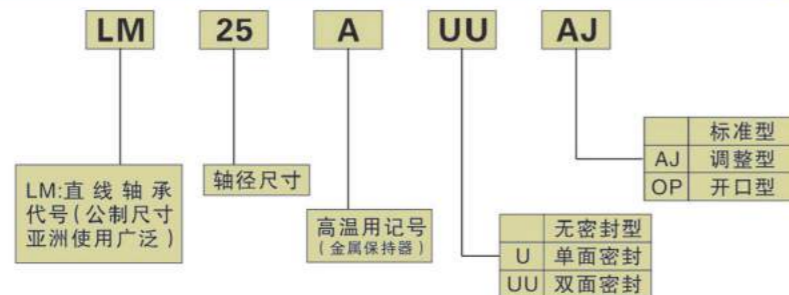 LM 25 A UU AJ
标准型
AJ 调整型
OP 开口型
轴径尺寸
LM:直线轴承
代号(公制尺寸
亚洲使用广泛)
高温用记号
(金属保持器)
无密封型
U 单面密封
UU 双面密封